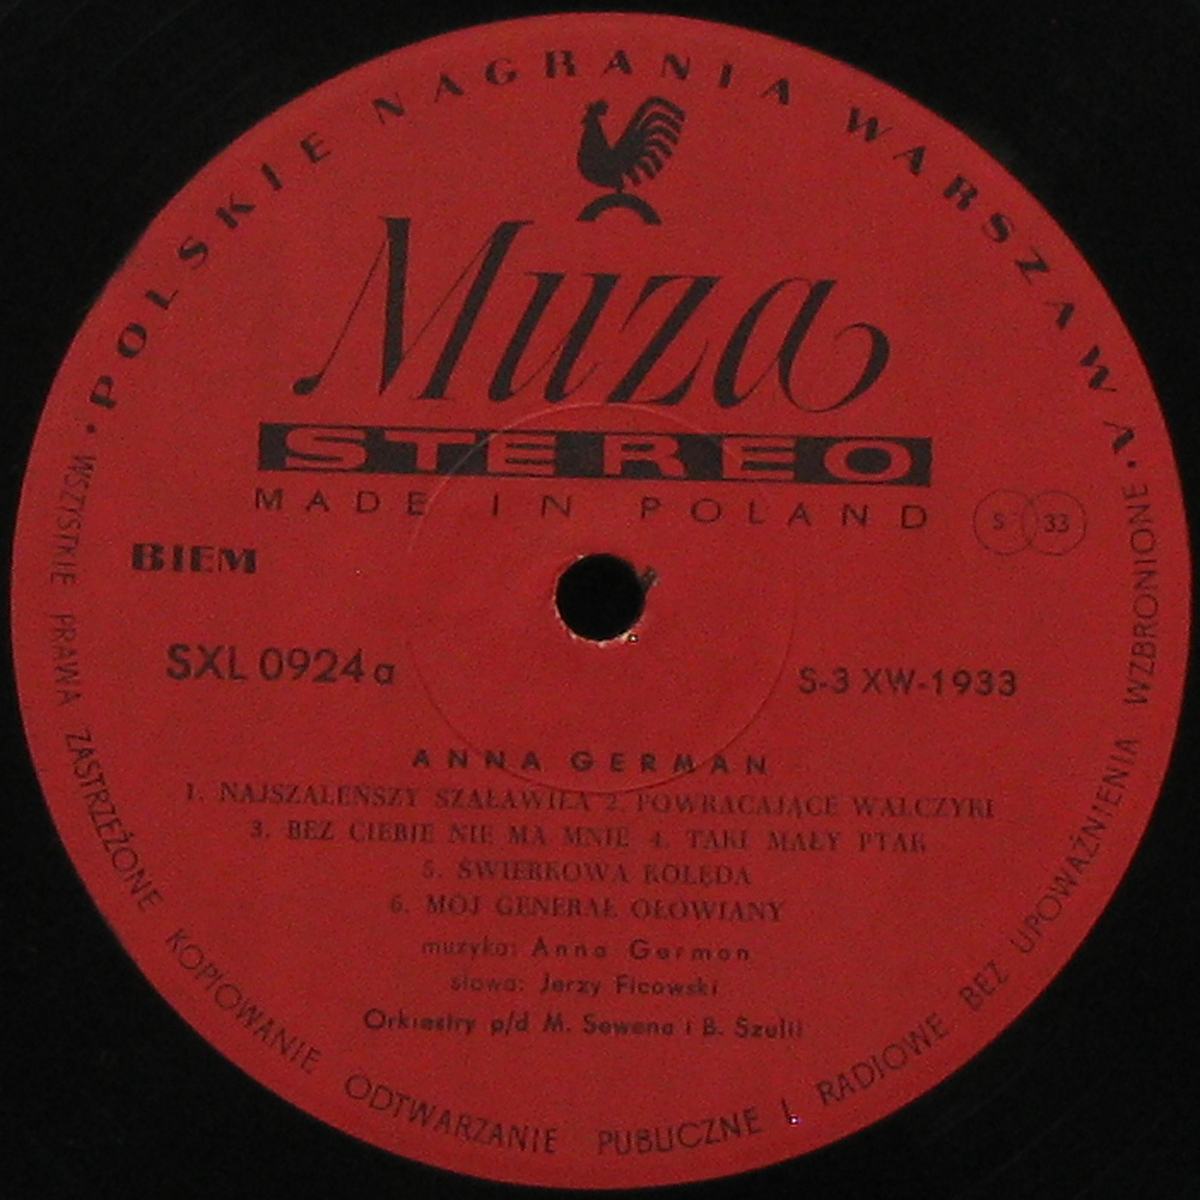 • POLSKIE NAGRANIA WARSZAWA •
Muza
STEREO
MADE IN POLAND
S 33
BIEM
SXL 0924 a
S-3 XW-1933
ANNA GERMAN
1. NAJSZALEŃSZY SZAŁAWIŁA 2. POWRACAJĄCE WALCZYKI
3. BEZ CIEBIE NIE MA MNIE 4. TAKI MAŁY PTAK
5. ŚWIERKOWA KOLĘDA
6. MÓJ GENERAŁ OŁOWIANY
muzyka: Anna German
słowa: Jerzy Ficowski
Orkiestry p/d M. Sewena i B. Szulii
WSZYSTKIE PRAWA ZASTRZEŻONE KOPIOWANIE ODTWARZANIE PUBLICZNE I RADIOWE BEZ UPOWAŻNIENIA WZBRONIONE